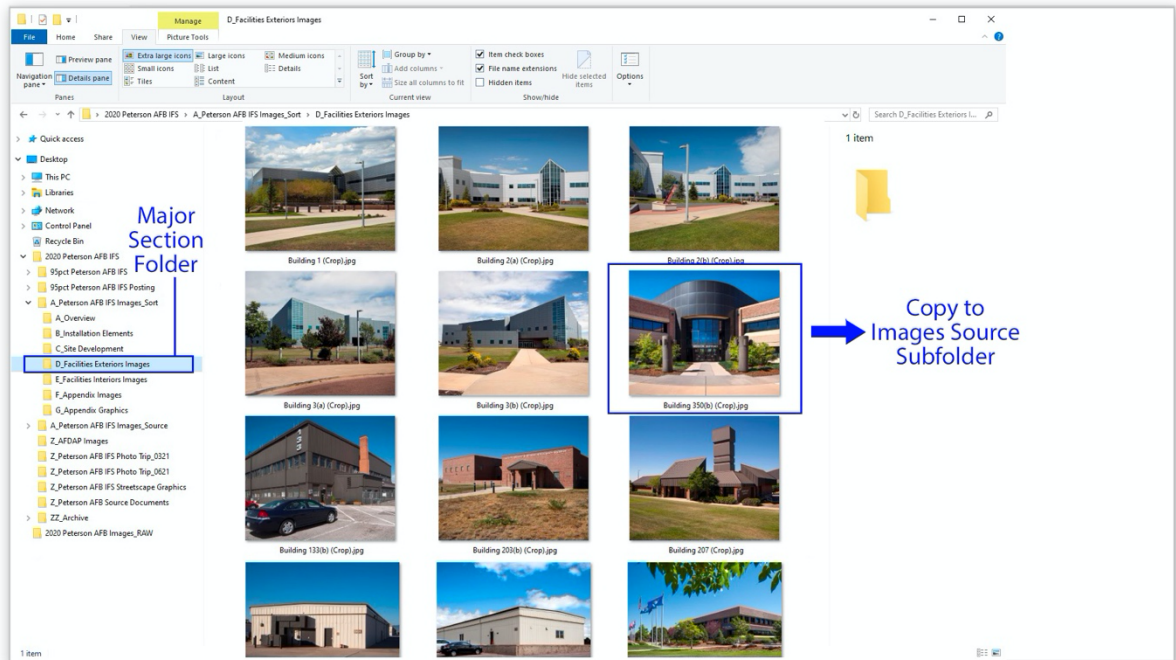 Manage
D_Facilities Exteriors Images
File
Home
Share
View
Picture Tools
Navigation pane
Preview pane
Details pane
Panes
Extra large icons
Large icons
Medium icons
Small icons
List
Details
Tiles
Content
Layout
Sort by
Group by
Add columns
Size all columns to fit
Current view
Item check boxes
File name extensions
Hidden items
Hide selected items
Show/hide
Options
2020 Peterson AFB IFS > A_Peterson AFB IFS Images_Sort > D_Facilities Exteriors Images
Search D_Facilities Exteriors I...
Quick access
Desktop
This PC
Libraries
Network
Control Panel
Recycle Bin
2020 Peterson AFB IFS
95pct Peterson AFB IFS
95pct Peterson AFB IFS Posting
A_Peterson AFB IFS Images_Sort
A_Overview
B_Installation Elements
C_Site Development
D_Facilities Exteriors Images
E_Facilities Interiors Images
F_Appendix Images
G_Appendix Graphics
A_Peterson AFB IFS Images_Source
Z_AFDAP Images
Z_Peterson AFB IFS Photo Trip_0321
Z_Peterson AFB IFS Photo Trip_0621
Z_Peterson AFB IFS Streetscape Graphics
Z_Peterson AFB Source Documents
ZZ_Archive
2020 Peterson AFB Images_RAW
1 item
Major
Section
Folder
Building 1 (Crop).jpg
Building 2(a) (Crop).jpg
Building 2(b) (Crop).jpg
Building 3(a) (Crop).jpg
Building 3(b) (Crop).jpg
Building 350(b) (Crop).jpg
Building 133(b) (Crop).jpg
Building 203(b) (Crop).jpg
Building 207 (Crop).jpg
1 item
Copy to
Images Source
Subfolder